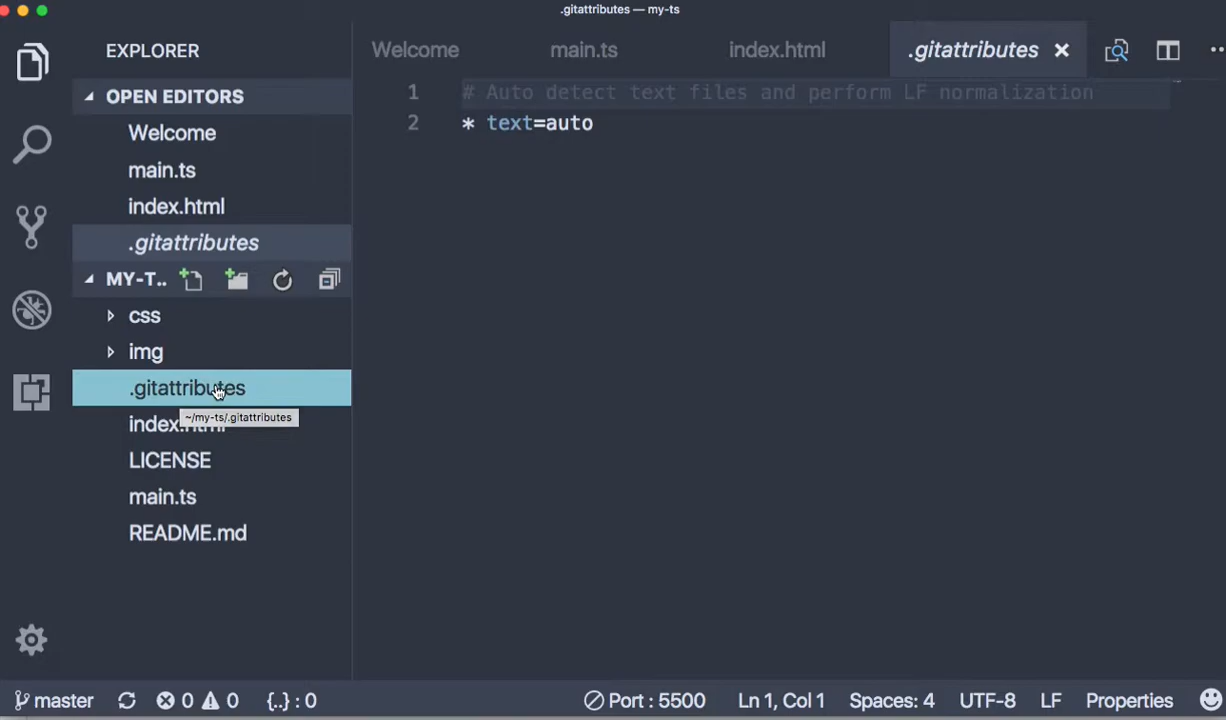 .gitattributes — my-ts
EXPLORER
OPEN EDITORS
Welcome
main.ts
index.html
.gitattributes
MY-T..
css
img
.gitattributes
~/my-ts/.gitattributes
index.html
LICENSE
main.ts
README.md
Welcome main.ts index.html .gitattributes
1 # Auto detect text files and perform LF normalization
2 * text=auto
master 0 0 {..} : 0 Port : 5500 Ln 1, Col 1 Spaces: 4 UTF-8 LF Properties